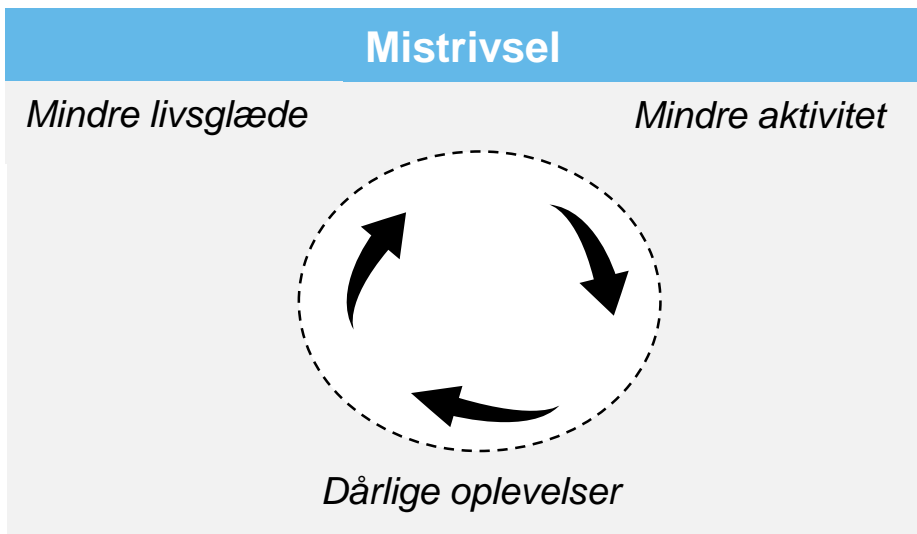 Mistrivsel
Mindre livsglæde
Mindre aktivitet
Dårlige oplevelser